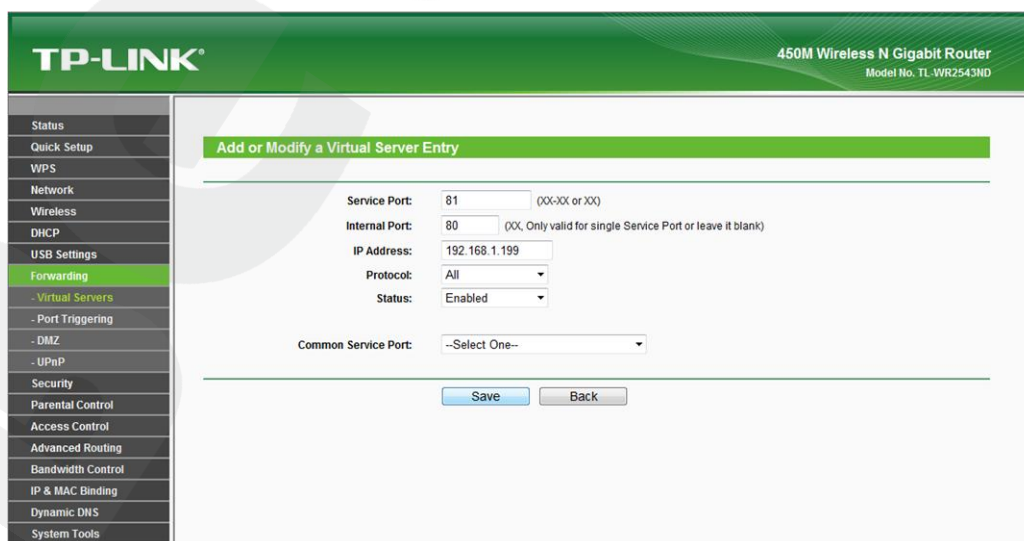 TP-LINK®
450M Wireless N Gigabit Router
Model No. TL-WR2543ND
Status
Quick Setup
WPS
Network
Wireless
DHCP
USB Settings
Forwarding
- Virtual Servers
- Port Triggering
- DMZ
- UPnP
Security
Parental Control
Access Control
Advanced Routing
Bandwidth Control
IP & MAC Binding
Dynamic DNS
System Tools
Add or Modify a Virtual Server Entry
Service Port: 81 (XX-XX or XX)
Internal Port: 80 (XX, Only valid for single Service Port or leave it blank)
IP Address: 192.168.1.199
Protocol: All
Status: Enabled
Common Service Port: --Select One--
Save Back